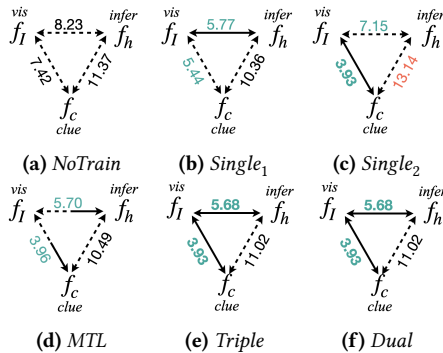 vis 8.23 infer
f_I f_h
7.42 11.37
f_c
clue
(a) NoTrain
vis 5.77 infer
f_I f_h
5.44 10.36
f_c
clue
(b) Single₁
vis 7.15 infer
f_I f_h
3.93 13.14
f_c
clue
(c) Single₂
vis 5.70 infer
f_I f_h
3.96 10.49
f_c
clue
(d) MTL
vis 5.68 infer
f_I f_h
3.93 11.02
f_c
clue
(e) Triple
vis 5.68 infer
f_I f_h
3.93 11.02
f_c
clue
(f) Dual